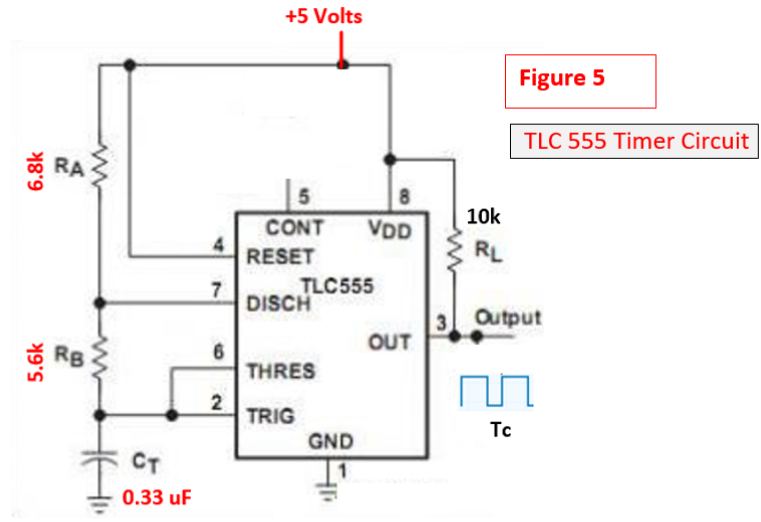 +5 Volts
Figure 5
TLC 555 Timer Circuit
6.8k
RA
5
8
10k
CONT
VDD
4
RESET
RL
7
TLC555
DISCH
3
Output
OUT
5.6k
RB
6
THRES
2
TRIG
Tc
GND
CT
1
0.33 uF